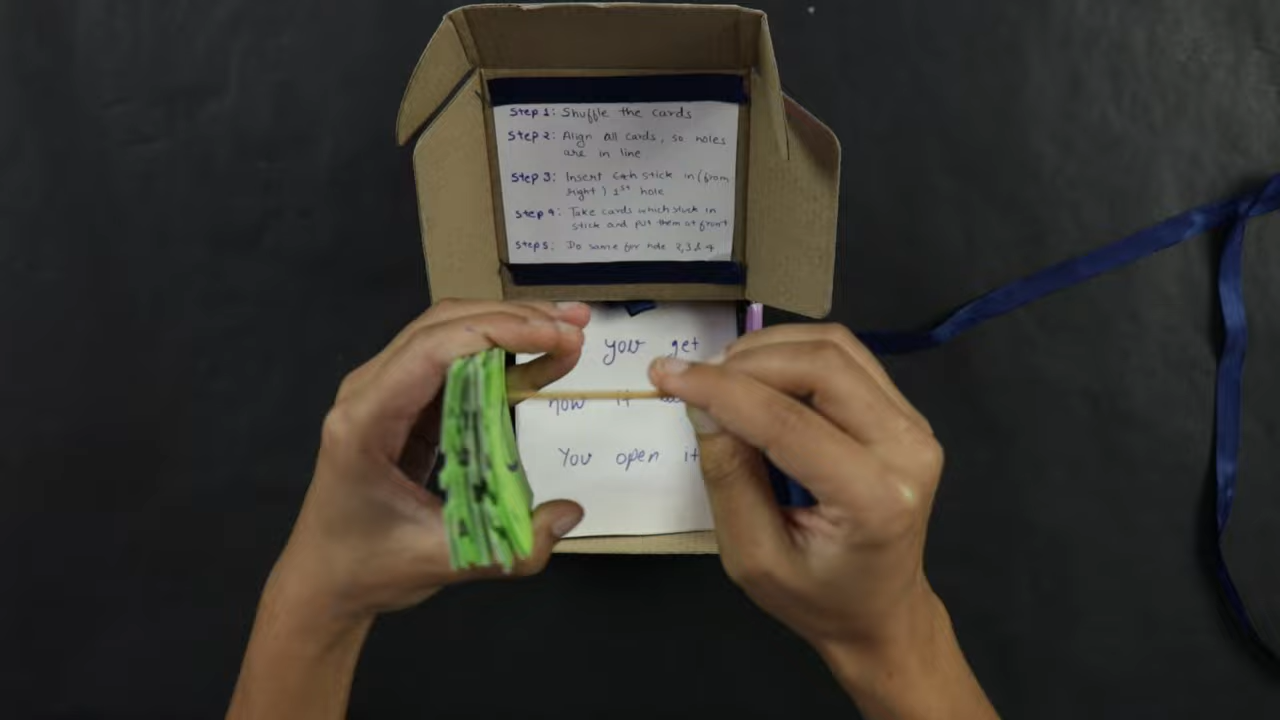 Step 1: Shuffle the cards
Step 2: Align all cards, so holes
are in line
Step 3: Insert stick in (from
right) 1st hole
Step 4: Take cards which stuck in
stick and put them at front
Step 5: Do same for hole 2,3 & 4
you get
now it
You open it